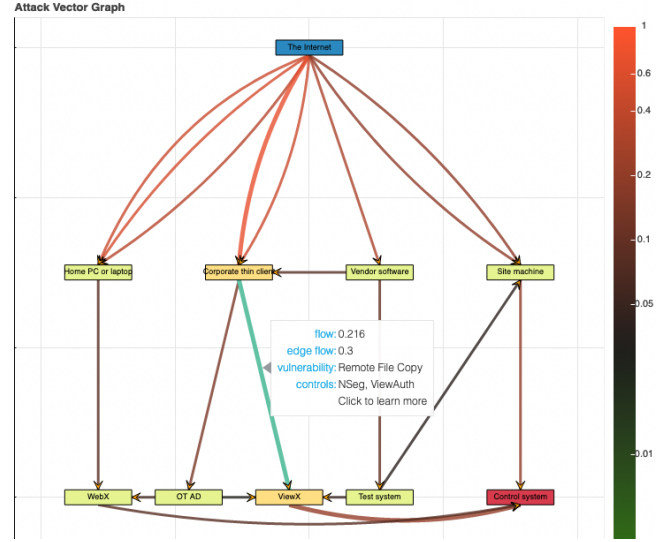 Attack Vector Graph
The Internet
1
0.6
0.4
0.2
0.1
0.05
0.01
Home PC or laptop
Corporate thin client
Vendor software
Site machine
flow: 0.216
edge flow: 0.3
vulnerability: Remote File Copy
controls: NSeg, ViewAuth
Click to learn more
WebX
OT AD
ViewX
Test system
Control system